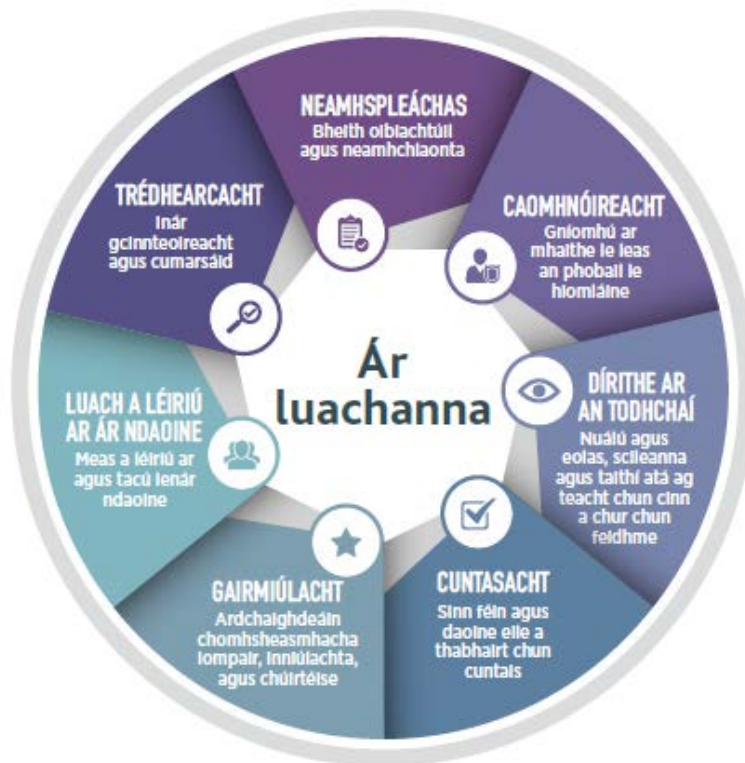 NEAMHSPLEÁCHAS
Bheith oibiachtúil
agus neamhchlaonta
CAOMHNÓIREACHT
Gníomhú ar
mhaithe le leas
an phobail le
hiomláine
DÍRITHE AR
AN TODHCHAÍ
Nuálú agus
eolas, scileanna
agus taithí atá ag
teacht chun cinn
a chur chun
feidhme
CUNTASACHT
Sinn féin agus
daoine eile a
thabhairt chun
cuntais
GAIRMIÚLACHT
Ardchaighdeáin
chomhsheasmhacha
iompair, inniúlachta,
agus chúirtéise
LUACH A LÉIRIÚ
AR ÁR NDAOINE
Meas a léiriú ar
agus tacú lenár
ndaoine
TRÉDHEARCACHT
Inár
gcinnteoireacht
agus cumarsáid
Ár
luachanna